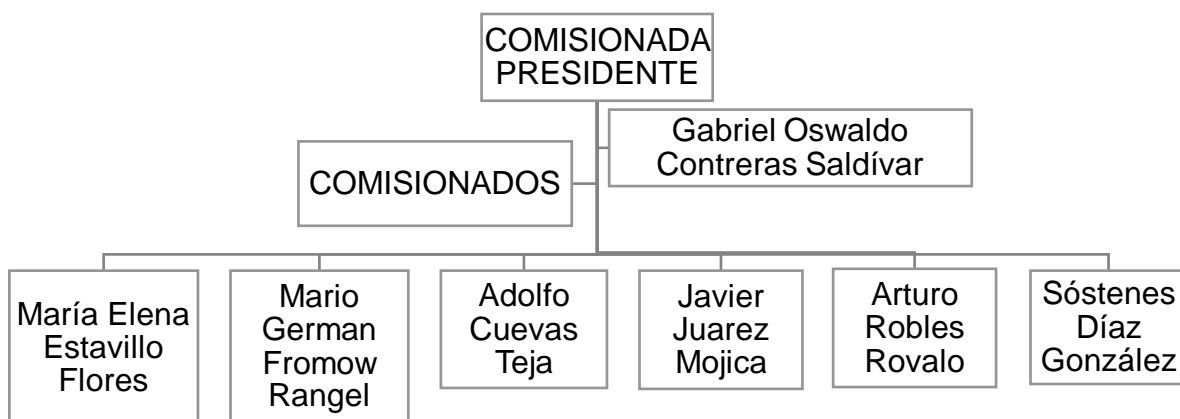 COMISIONADA
PRESIDENTE
Gabriel Oswaldo
Contreras Saldívar
COMISIONADOS
María Elena
Estavillo
Flores
Mario
German
Fromow
Rangel
Adolfo
Cuevas
Teja
Javier
Juarez
Mojica
Arturo
Robles
Rovalo
Sóstenes
Díaz
González